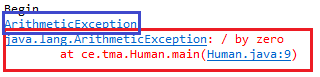 Begin
ArithmeticException
java.lang.ArithmeticException: / by zero
at ce.tma.Human.main(Human.java:9)